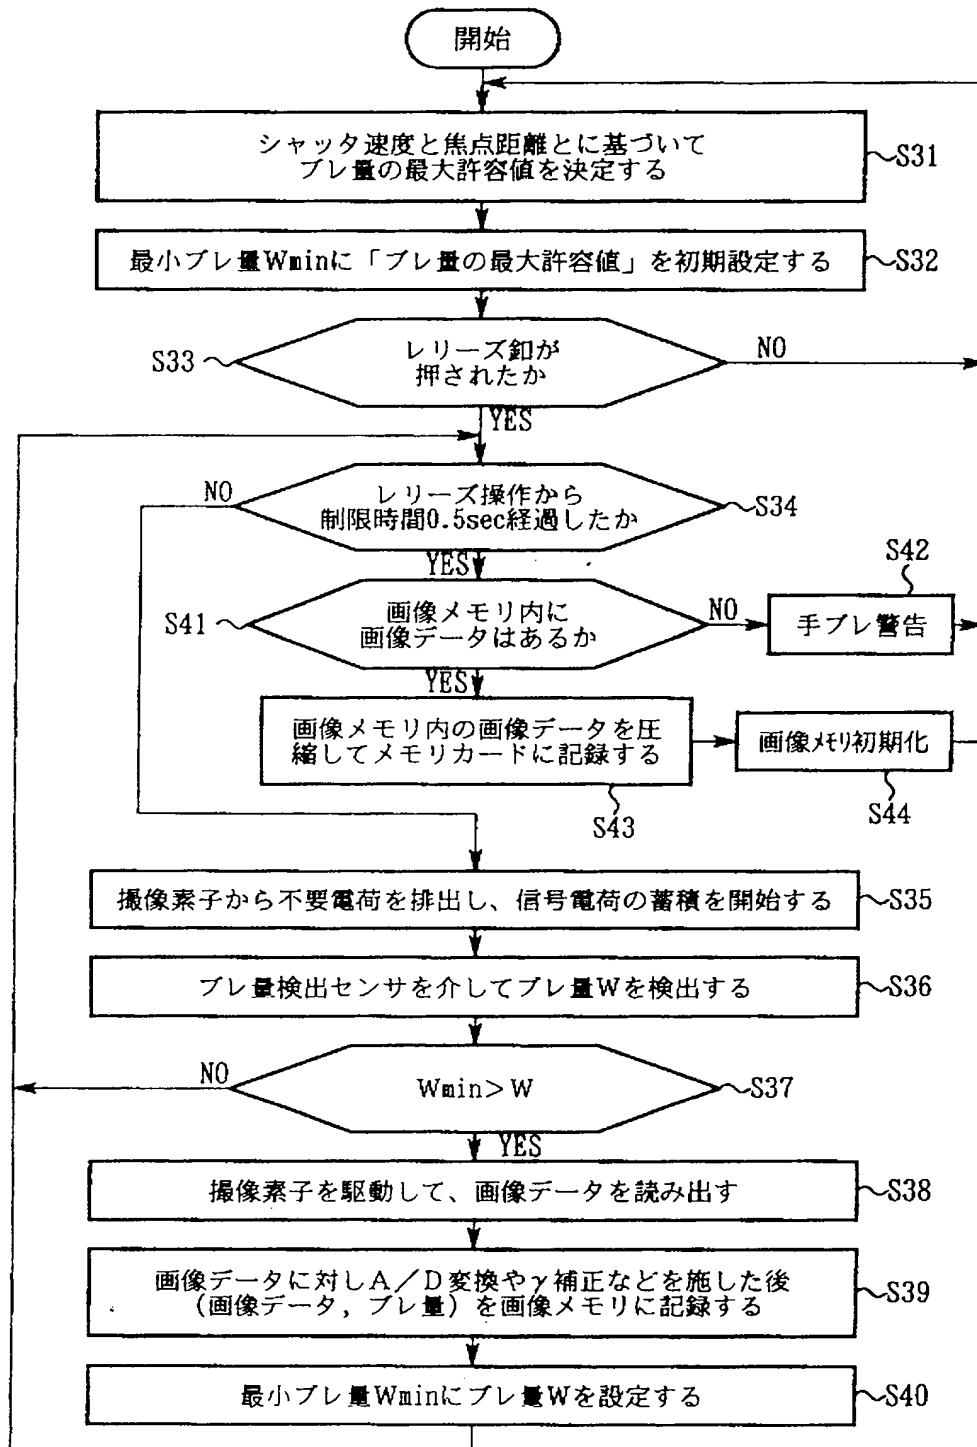 開始
シャッタ速度と焦点距離とに基づいて
ブレ量の最大許容値を決定する
S31
最小ブレ量Wminに「ブレ量の最大許容値」を初期設定する
S32
S33
レリーズ釦が
押されたか
NO
YES
NO
レリーズ操作から
制限時間0.5sec経過したか
S34
YES
S42
S41
画像メモリ内に
画像データはあるか
NO
手ブレ警告
YES
画像メモリ内の画像データを圧
縮してメモリカードに記録する
画像メモリ初期化
S43
S44
撮像素子から不要電荷を排出し、信号電荷の蓄積を開始する
S35
ブレ量検出センサを介してブレ量Wを検出する
S36
NO
Wmin＞W
S37
YES
撮像素子を駆動して、画像データを読み出す
S38
画像データに対しA／D変換やγ補正などを施した後
(画像データ, ブレ量) を画像メモリに記録する
S39
最小ブレ量Wminにブレ量Wを設定する
S40